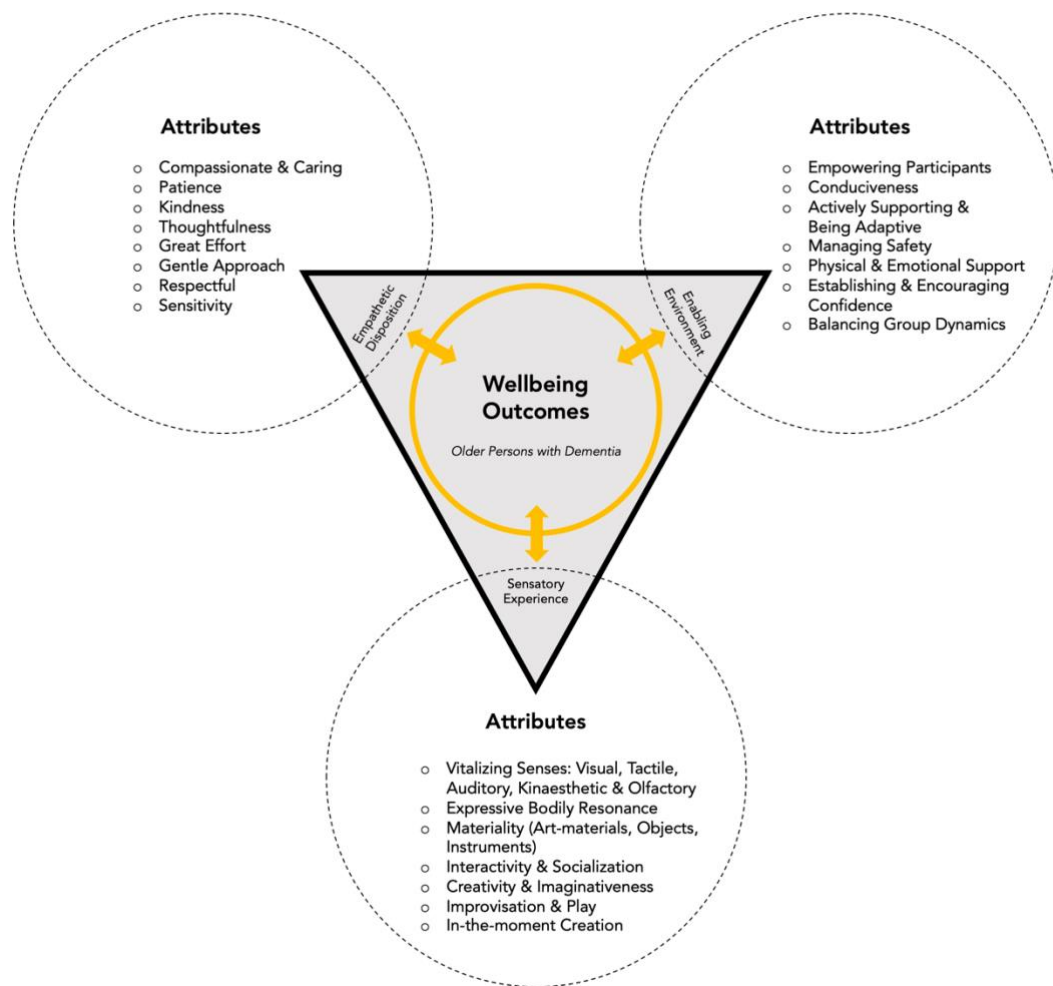 Attributes
○ Compassionate & Caring
○ Patience
○ Kindness
○ Thoughtfulness
○ Great Effort
○ Gentle Approach
○ Respectful
○ Sensitivity
Attributes
○ Empowering Participants
○ Conduciveness
○ Actively Supporting &
Being Adaptive
○ Managing Safety
○ Physical & Emotional Support
○ Establishing & Encouraging
Confidence
○ Balancing Group Dynamics
Empathetic
Disposition
Enabling
Environment
Wellbeing
Outcomes
Older Persons with Dementia
Sensatory
Experience
Attributes
○ Vitalizing Senses: Visual, Tactile,
Auditory, Kinaesthetic & Olfactory
○ Expressive Bodily Resonance
○ Materiality (Art-materials, Objects,
Instruments)
○ Interactivity & Socialization
○ Creativity & Imaginativeness
○ Improvisation & Play
○ In-the-moment Creation